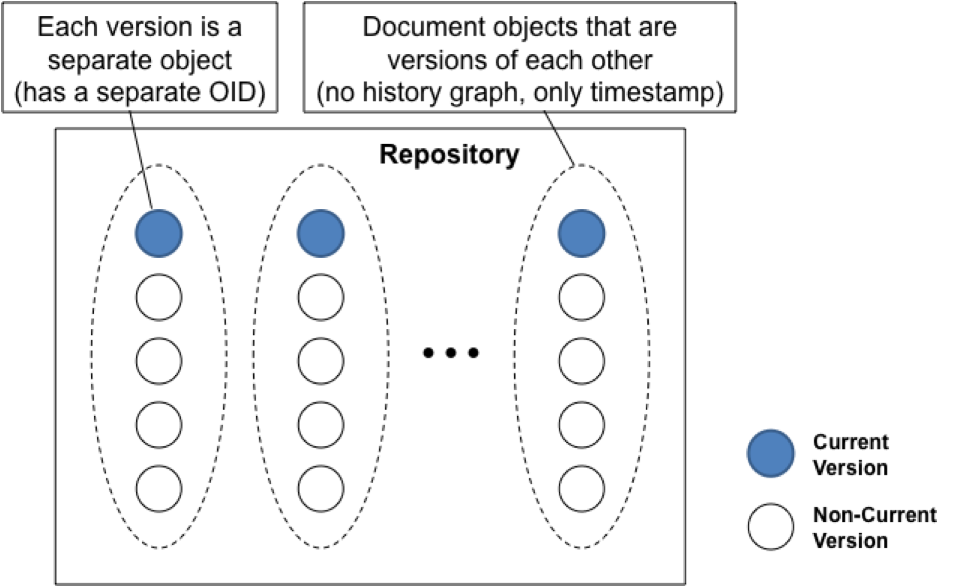 Each version is a
separate object
(has a separate OID)
Document objects that are
versions of each other
(no history graph, only timestamp)
Repository
Current
Version
Non-Current
Version